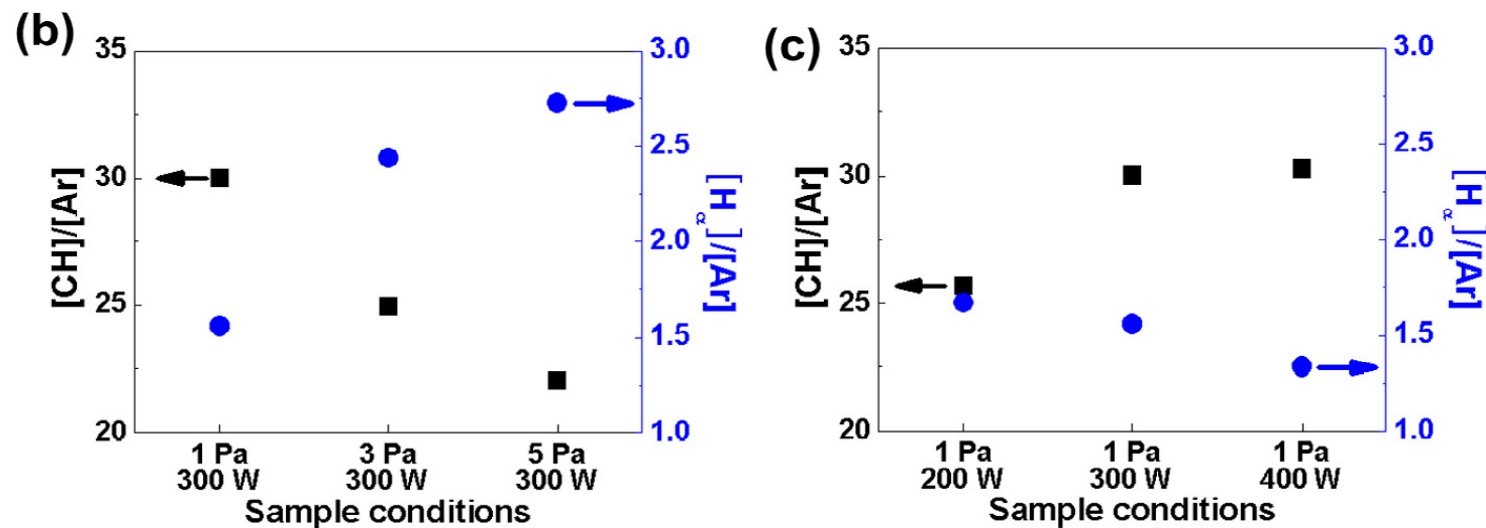 (b)
[CH]/[Ar]
35
30
25
20
3.0
2.5
2.0
1.5
1.0
[Hα]/[Ar]
1 Pa 3 Pa 5 Pa
300 W 300 W 300 W
Sample conditions
(c)
[CH]/[Ar]
35
30
25
20
3.0
2.5
2.0
1.5
1.0
[Hα]/[Ar]
1 Pa 1 Pa 1 Pa
200 W 300 W 400 W
Sample conditions